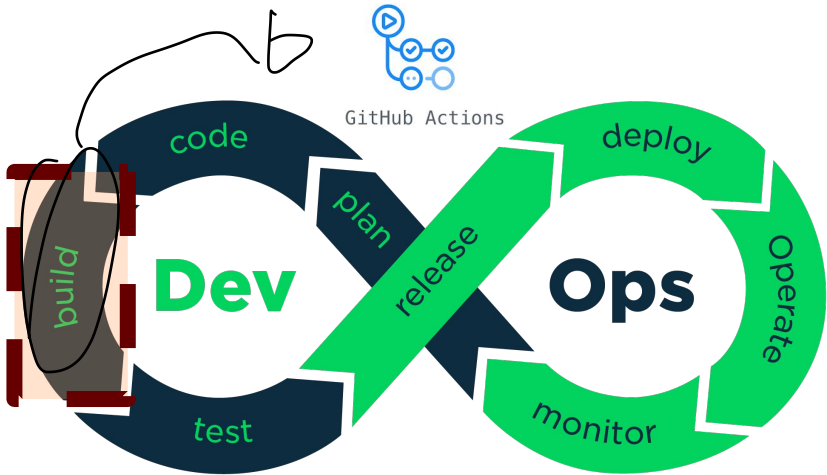 b
GitHub Actions
code
deploy
plan
build
Dev
release
Ops
Operate
test
monitor